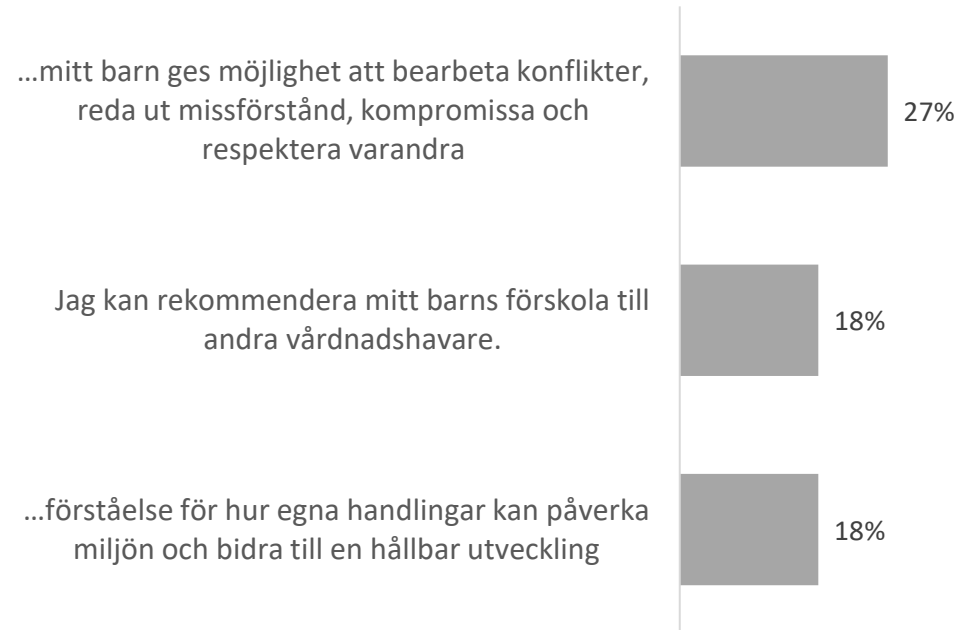 …mitt barn ges möjlighet att bearbeta konflikter,
reda ut missförstånd, kompromissa och
respektera varandra
27%
Jag kan rekommendera mitt barns förskola till
andra vårdnadshavare.
18%
…förståelse för hur egna handlingar kan påverka
miljön och bidra till en hållbar utveckling
18%